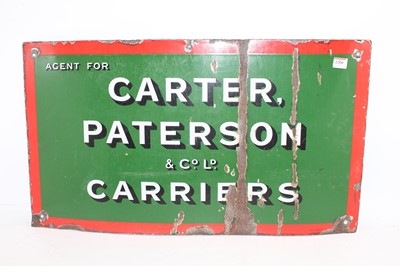 AGENT FOR
CARTER,
PATERSON
& Co. Ld.
CARRIERS